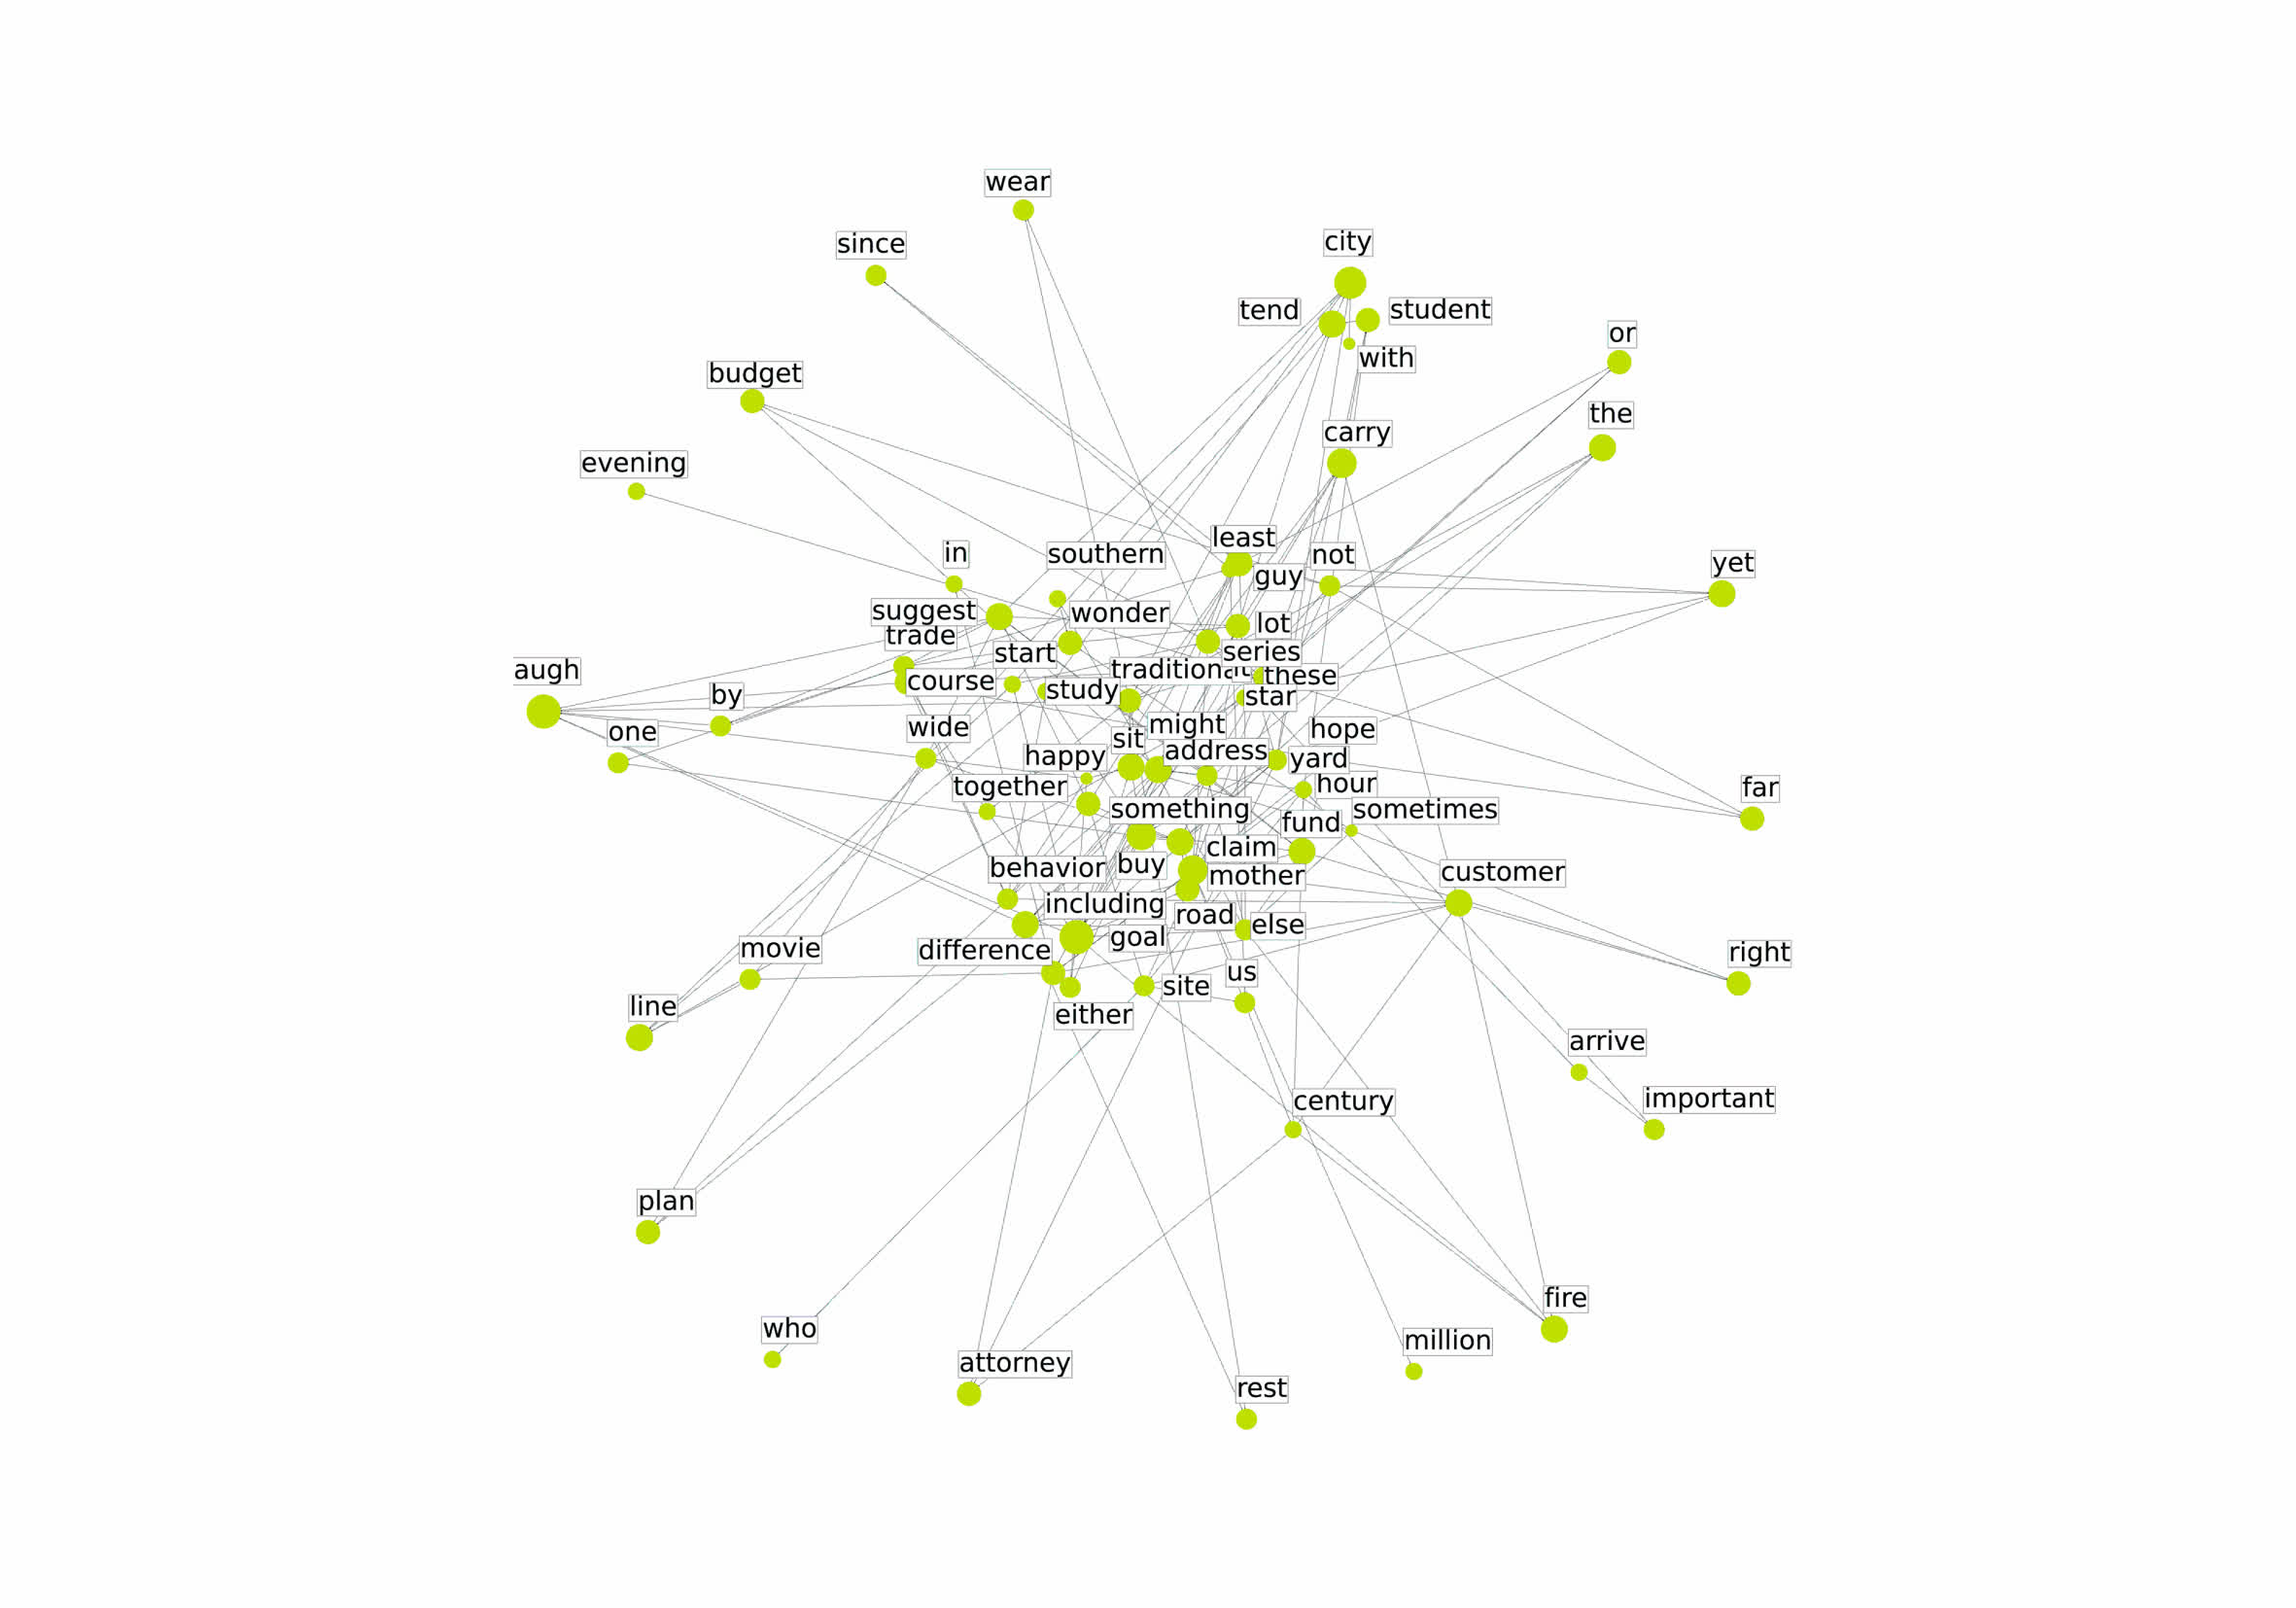 wear
since
city
tend
student
or
with
budget
the
carry
evening
least
in
southern
not
yet
guy
suggest
wonder
lot
trade
start
series
augh
traditional
these
course
study
by
star
might
one
wide
hope
sit
address
happy
yard
together
hour
far
something
sometimes
fund
claim
behavior
buy
mother
customer
including
road
else
goal
movie
difference
right
us
site
line
either
arrive
important
century
plan
fire
who
million
attorney
rest